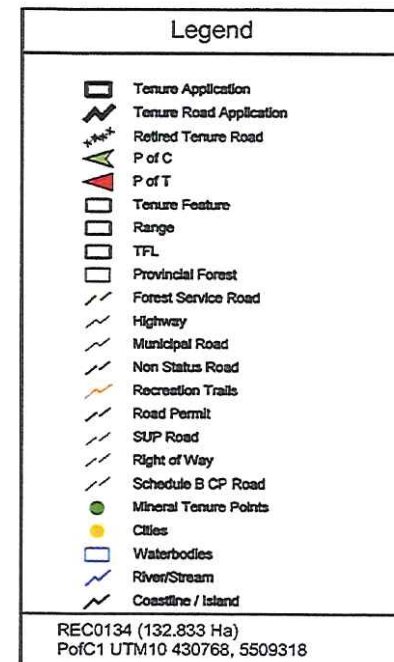 Legend
Tenure Application
Tenure Road Application
Retired Tenure Road
P of C
P of T
Tenure Feature
Range
TFL
Provincial Forest
Forest Service Road
Highway
Municipal Road
Non Status Road
Recreation Trails
Road Permit
SUP Road
Right of Way
Schedule B CP Road
Mineral Tenure Points
Cities
Waterbodies
River/Stream
Coastline / Island
REC0134 (132.833 Ha)
PofC1 UTM10 430768, 5509318